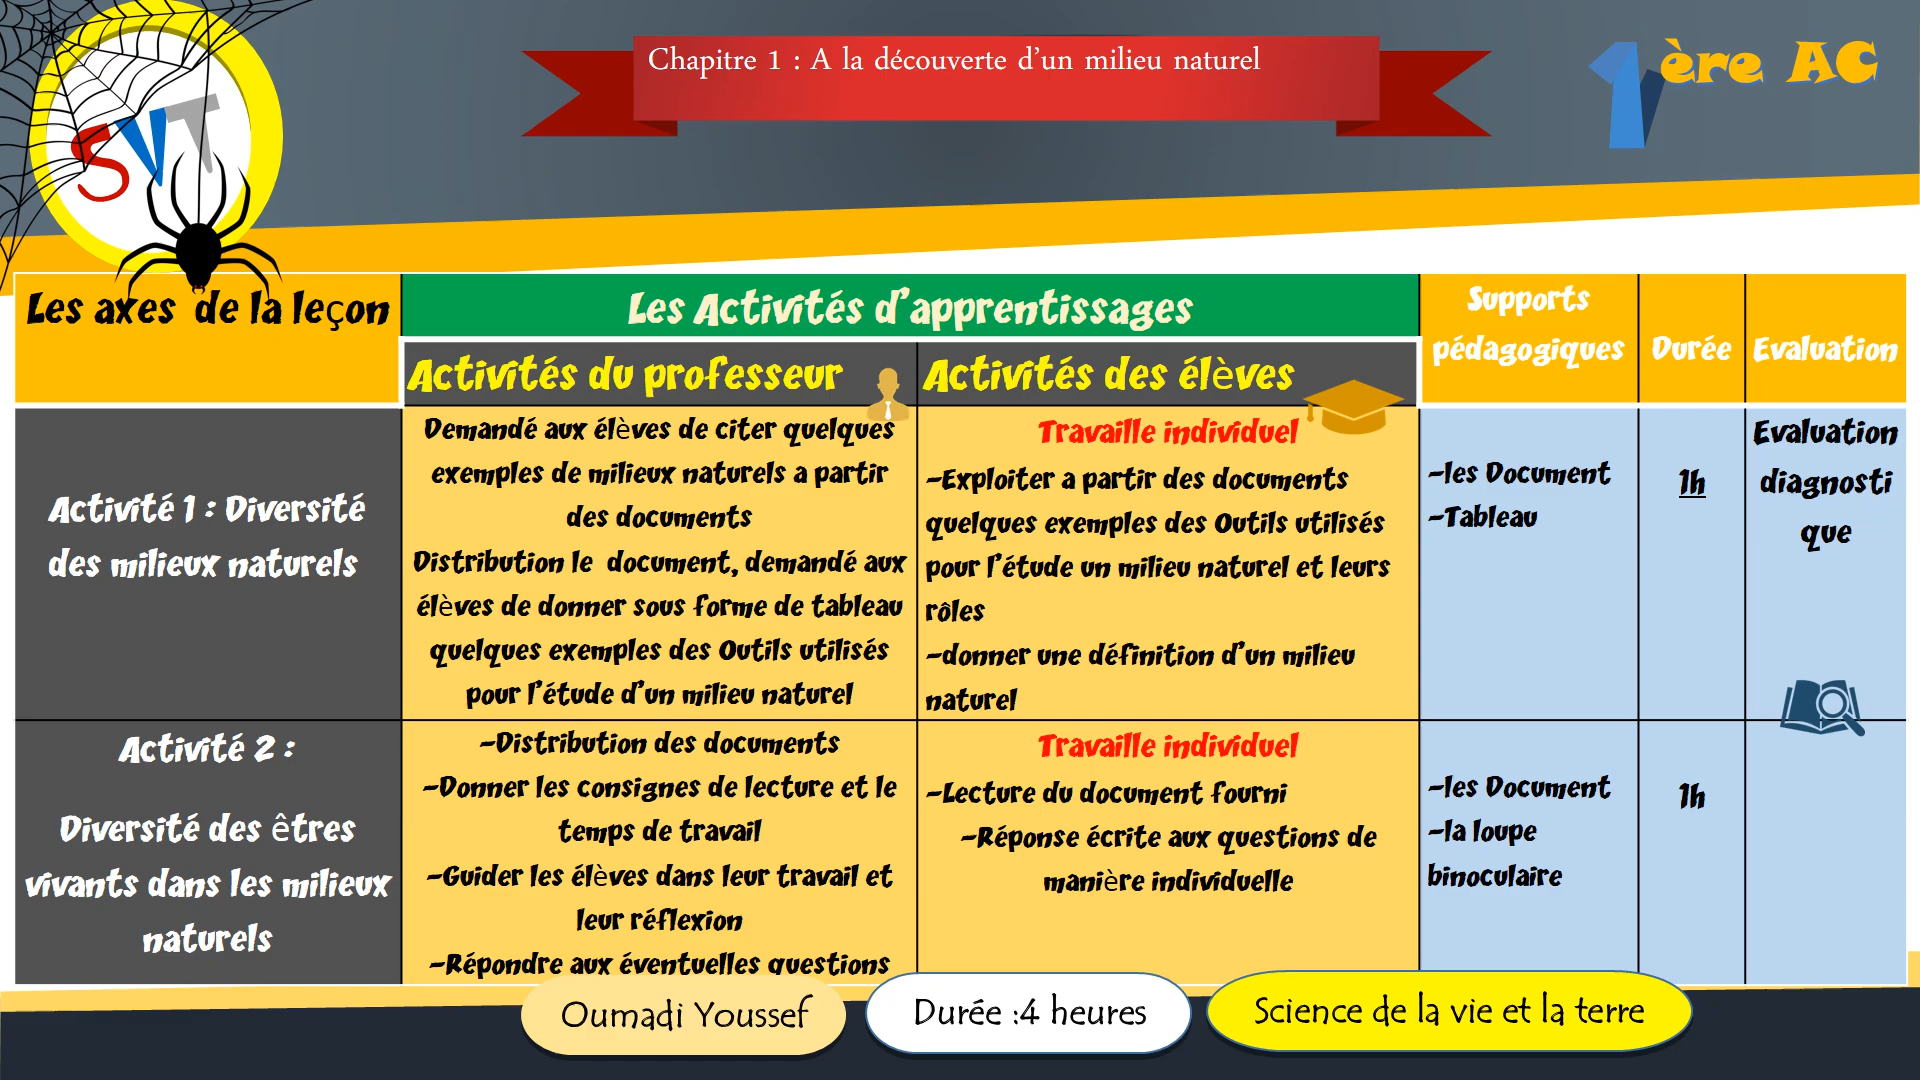 SVT
Chapitre 1 : A la découverte d'un milieu naturel
1ère AC
Les axes de la leçon
Les Activités d'apprentissages
Supports
pédagogiques
Durée
Evaluation
Activités du professeur
Activités des élèves
Activité 1 : Diversité
des milieux naturels
Demandé aux élèves de citer quelques
exemples de milieux naturels a partir
des documents
Distribution le document, demandé aux
élèves de donner sous forme de tableau
quelques exemples des Outils utilisés
pour l'étude d'un milieu naturel
Travaille individuel
-Exploiter a partir des documents
quelques exemples des Outils utilisés
pour l'étude un milieu naturel et leurs
rôles
-donner une définition d'un milieu
naturel
-les Document
-Tableau
1h
Evaluation
diagnosti
que
Activité 2 :
Diversité des êtres
vivants dans les milieux
naturels
-Distribution des documents
-Donner les consignes de lecture et le
temps de travail
-Guider les élèves dans leur travail et
leur réflexion
-Répondre aux éventuelles questions
Travaille individuel
-Lecture du document fourni
-Réponse écrite aux questions de
manière individuelle
-les Document
-la loupe
binoculaire
1h
Oumadi Youssef
Durée :4 heures
Science de la vie et la terre